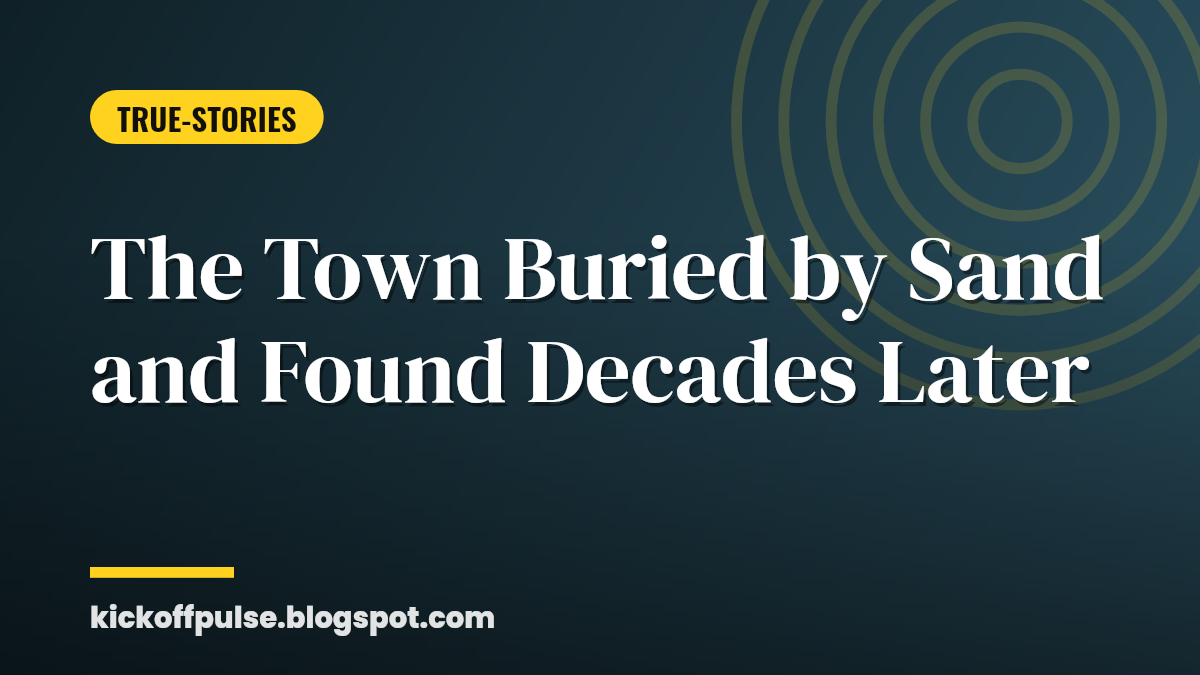 TRUE-STORIES
The Town Buried by Sand
and Found Decades Later
kickoffpulse.blogspot.com